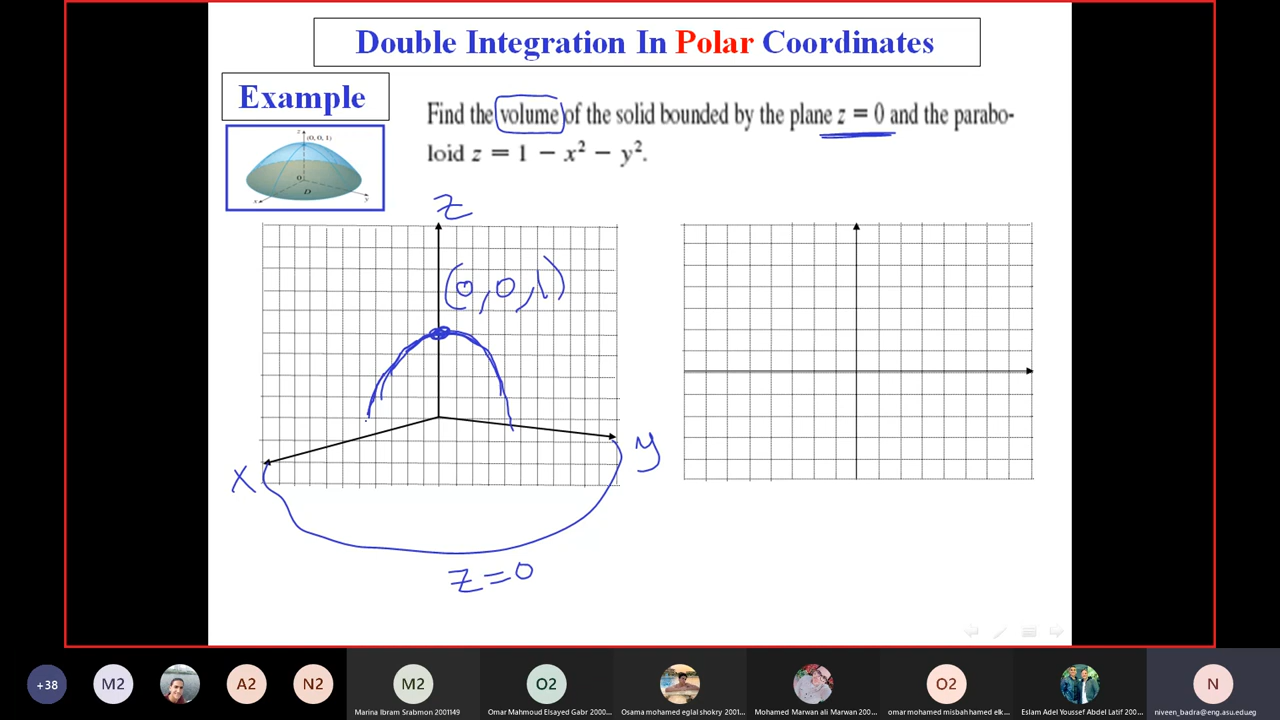 Double Integration In Polar Coordinates
Example
Find the volume of the solid bounded by the plane z = 0 and the parabo-
loid z = 1 − x² − y².
z
(0, 0, 1)
O
D
x
y
Z
(0, 0, 1)
X
y
Z=0
+38
M2
A2
N2
M2
O2
O2
N
Marina Ibram Srabmon 2001149
Omar Mahmoud Elsayed Gabr 2000...
Osama mohamed eglal shokry 2001...
Mohamed Marwan ali Marwan 200...
omar mohamed misbah hamed elk...
Eslam Adel Youssef Abdel Latif 200...
niveen_badra@eng.asu.edueg